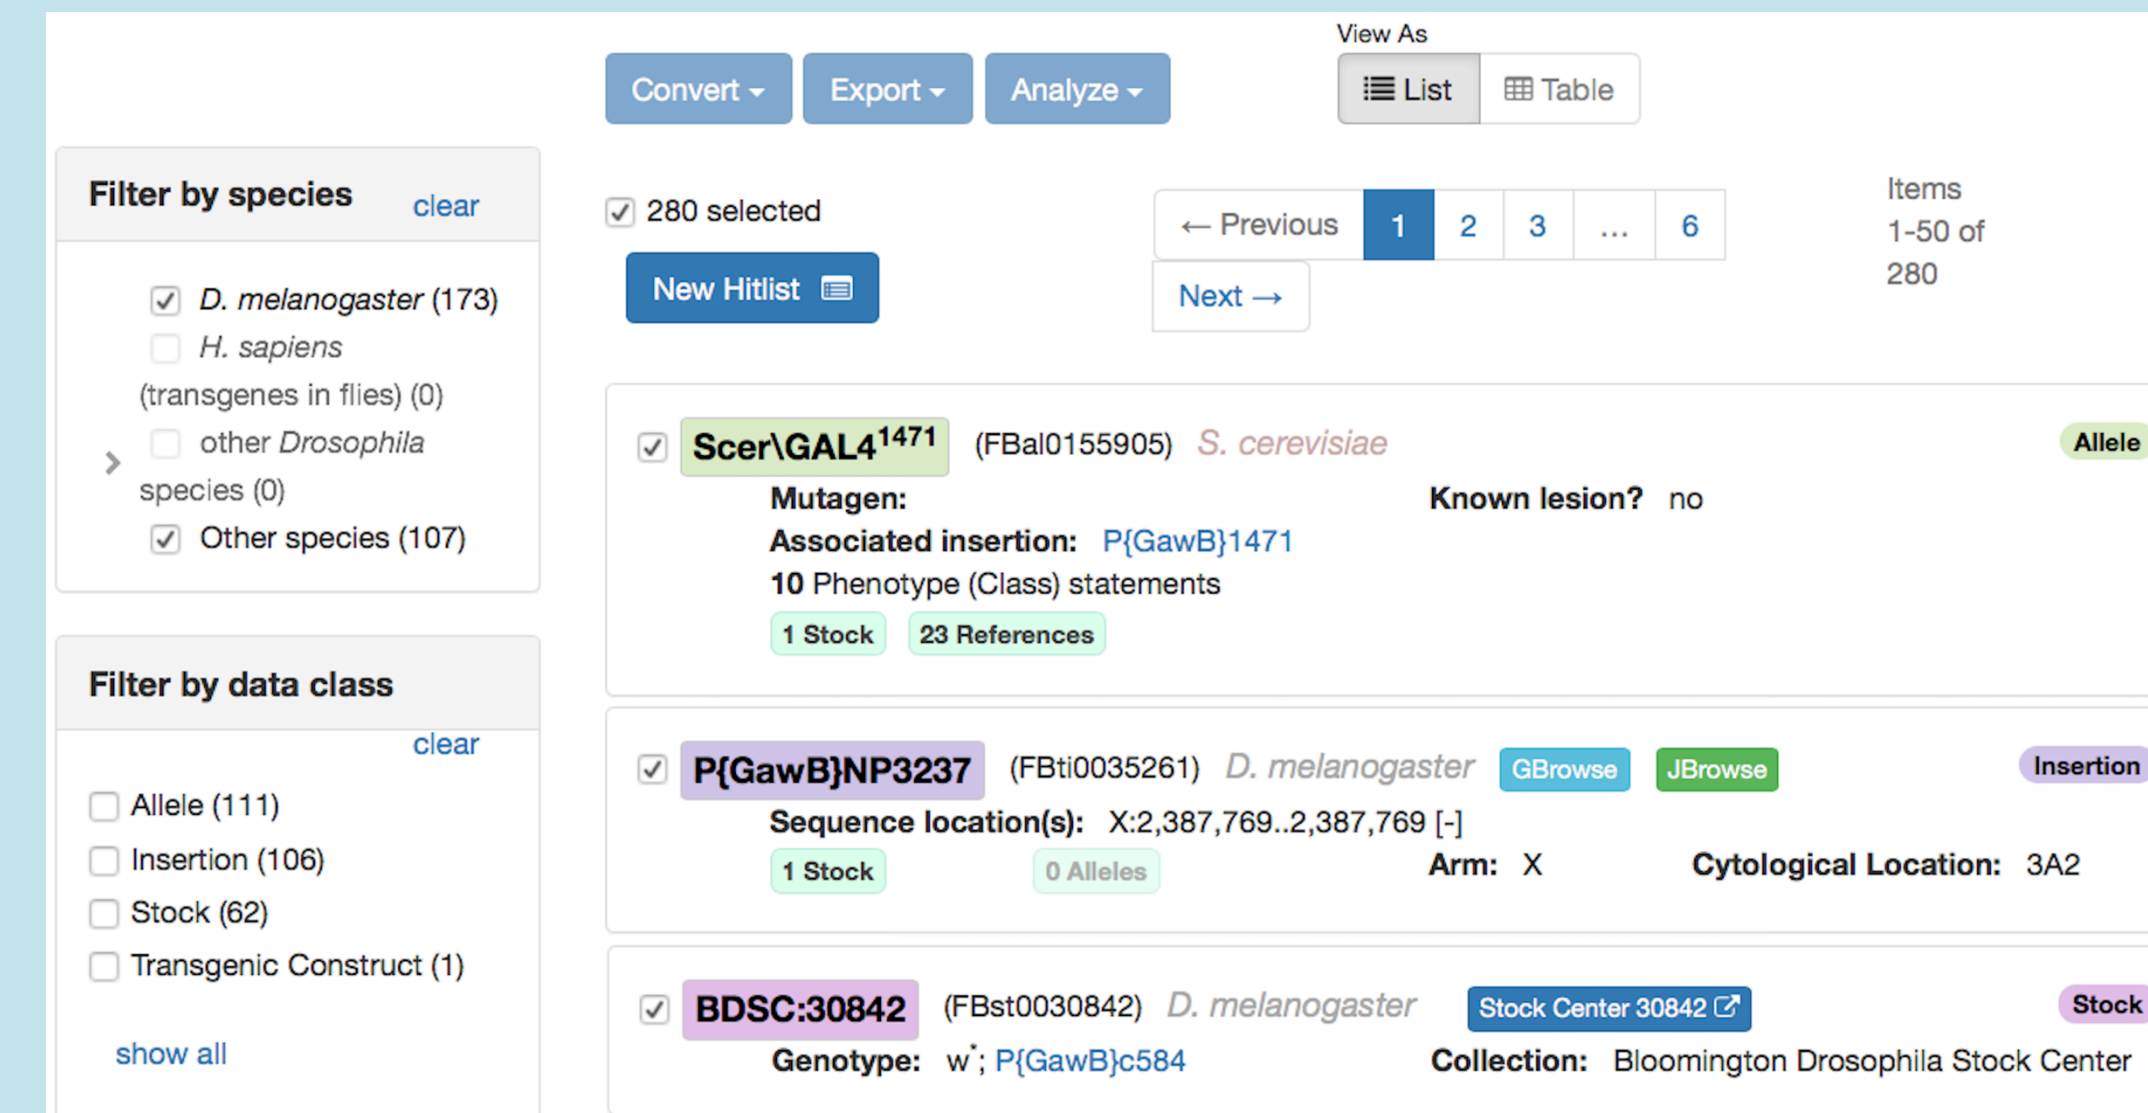 View As
Convert Export Analyze List Table
Filter by species clear
D. melanogaster (173)
H. sapiens
(transgenes in flies) (0)
other Drosophila
species (0)
Other species (107)
Filter by data class
clear
Allele (111)
Insertion (106)
Stock (62)
Transgenic Construct (1)
show all
280 selected
New Hitlist
← Previous 1 2 3 ... 6
Next →
Items
1-50 of
280
Scer\GAL4¹⁴⁷¹ (FBal0155905) S. cerevisiae Allele
Mutagen: Known lesion? no
Associated insertion: P{GawB}1471
10 Phenotype (Class) statements
1 Stock 23 References
P{GawB}NP3237 (FBti0035261) D. melanogaster GBrowse JBrowse Insertion
Sequence location(s): X:2,387,769..2,387,769 [-]
1 Stock 0 Alleles Arm: X Cytological Location: 3A2
BDSC:30842 (FBst0030842) D. melanogaster Stock Center 30842 Stock
Genotype: w*; P{GawB}c584 Collection: Bloomington Drosophila Stock Center